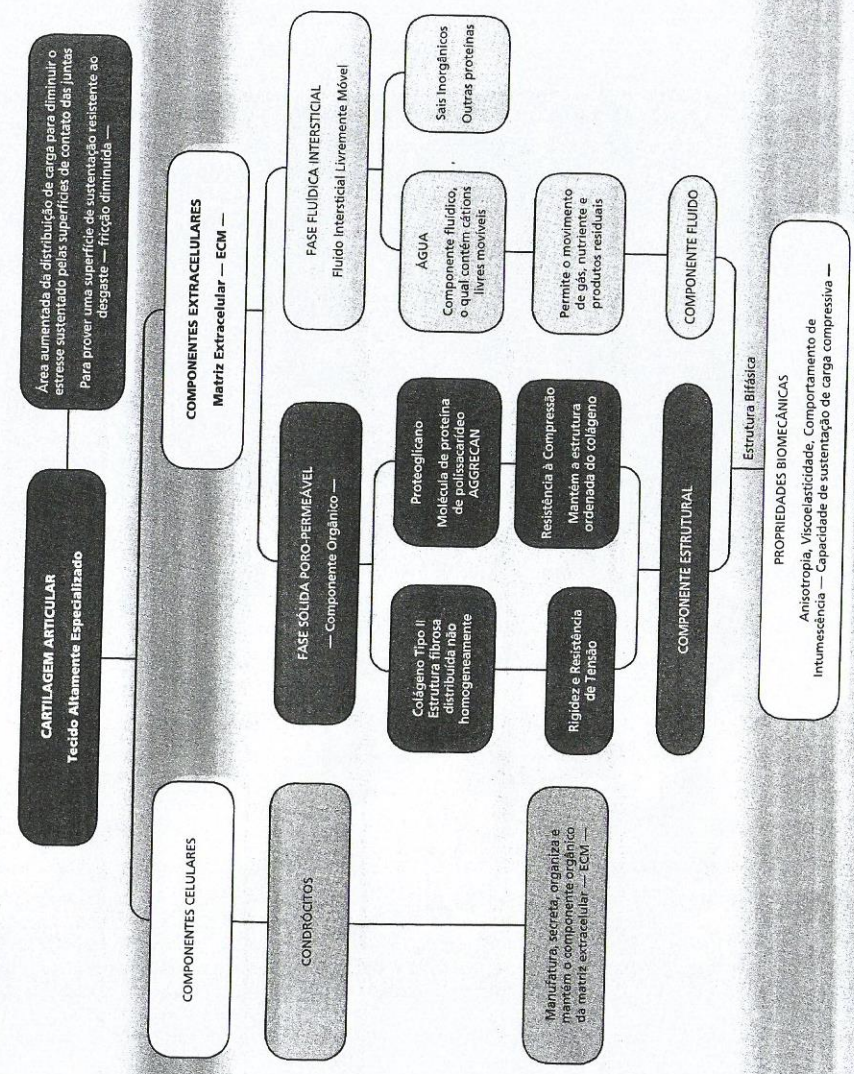 CARTILAGEM ARTICULAR
Tecido Altamente Especializado
Área aumentada da distribuição de carga para diminuir o
estresse sustentado pelas superfícies de contato das juntas
Para prover uma superfície de sustentação resistente ao
desgaste — fricção diminuída —
COMPONENTES CELULARES
COMPONENTES EXTRACELULARES
Matriz Extracelular — ECM —
CONDRÓCITOS
FASE SÓLIDA PORO-PERMEÁVEL
— Componente Orgânico —
FASE FLUÍDICA INTERSTICIAL
Fluido Intersticial Livremente Móvel
Colágeno Tipo II
Estrutura fibrosa
distribuída não
homogeneamente
Proteoglicano
Molécula de proteína
de polissacarídeo
AGGRECAN
ÁGUA
Componente fluídico,
o qual contém cátions
livres movíveis
Sais Inorgânicos
Outras proteínas
Manufatura, secreta, organiza e
mantém o componente orgânico
da matriz extracelular — ECM —
Rigidez e Resistência
de Tensão
Resistência à Compressão
Mantém a estrutura
ordenada do colágeno
Permite o movimento
de gás, nutriente e
produtos residuais
COMPONENTE ESTRUTURAL
COMPONENTE FLUIDO
Estrutura Bifásica
PROPRIEDADES BIOMECÂNICAS
Anisotropia, Viscoelasticidade, Comportamento de
Intumescência — Capacidade de sustentação de carga compressiva —